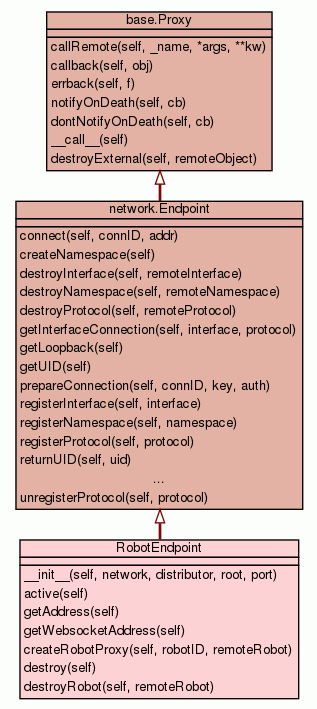 base.Proxy
callRemote(self, _name, *args, **kw)
callback(self, obj)
errback(self, f)
notifyOnDeath(self, cb)
dontNotifyOnDeath(self, cb)
__call__(self)
destroyExternal(self, remoteObject)
network.Endpoint
connect(self, connID, addr)
createNamespace(self)
destroyInterface(self, remoteInterface)
destroyNamespace(self, remoteNamespace)
destroyProtocol(self, remoteProtocol)
getInterfaceConnection(self, interface, protocol)
getLoopback(self)
getUID(self)
prepareConnection(self, connID, key, auth)
registerInterface(self, interface)
registerNamespace(self, namespace)
registerProtocol(self, protocol)
returnUID(self, uid)
...
unregisterProtocol(self, protocol)
RobotEndpoint
__init__(self, network, distributor, root, port)
active(self)
getAddress(self)
getWebsocketAddress(self)
createRobotProxy(self, robotID, remoteRobot)
destroy(self)
destroyRobot(self, remoteRobot)